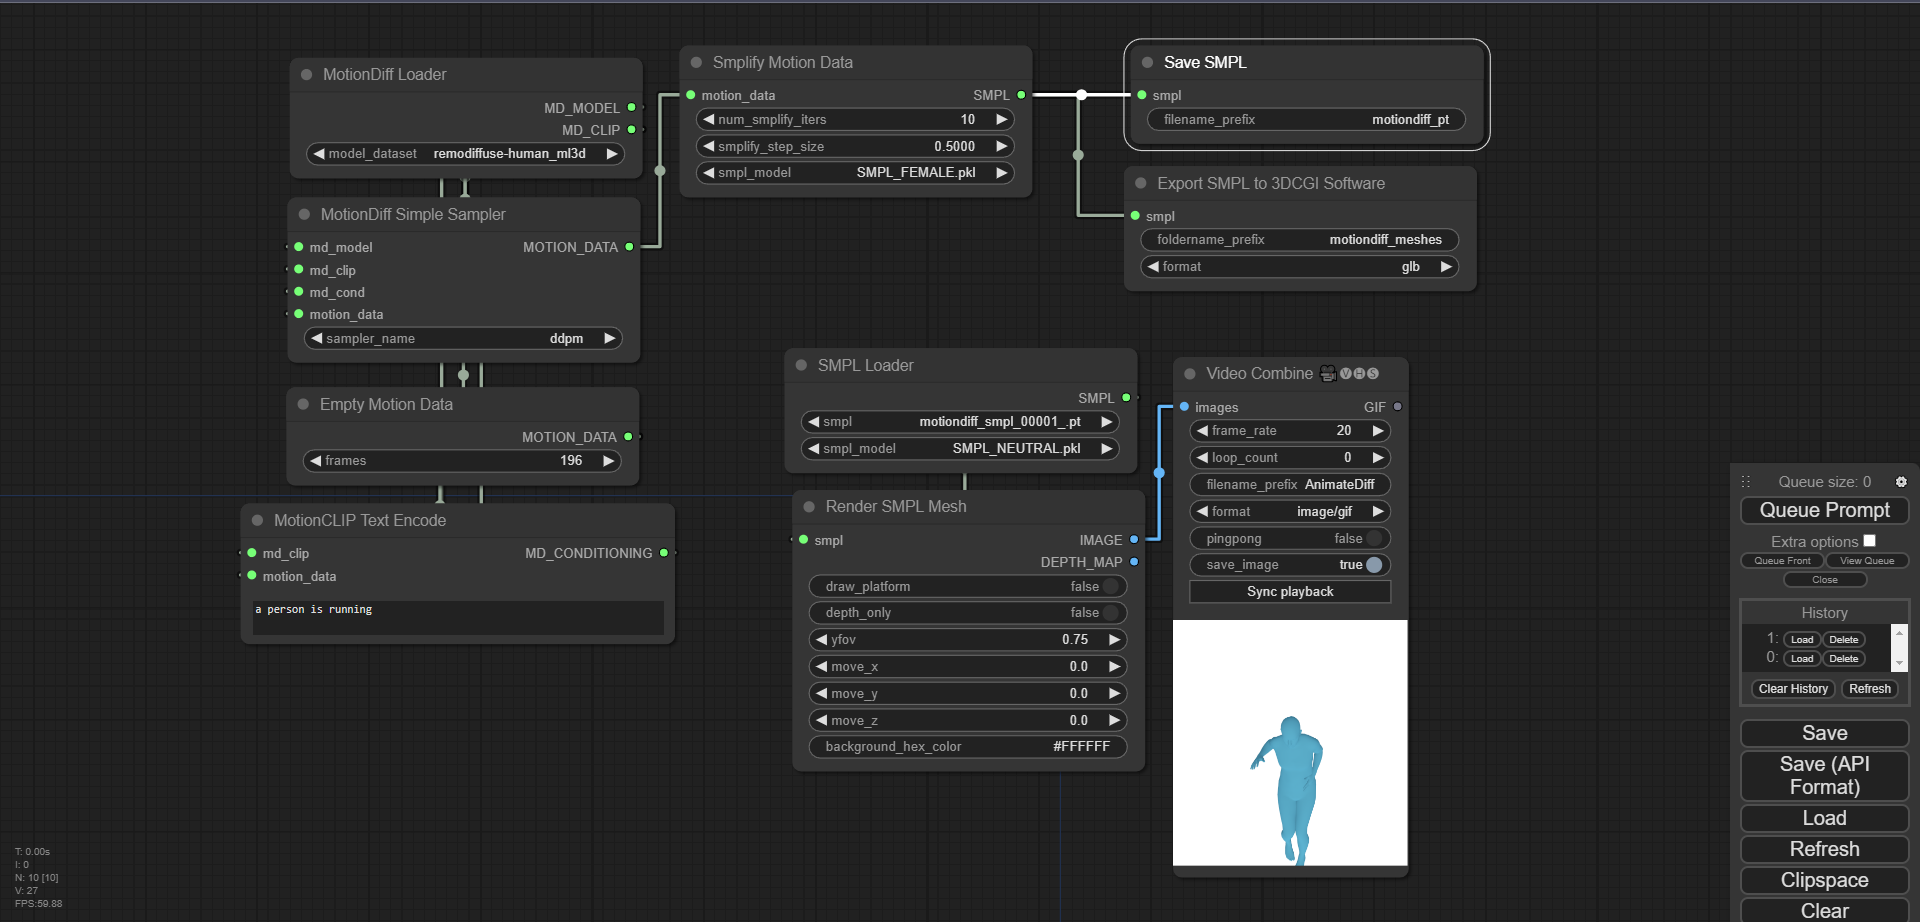 MotionDiff Loader
MD_MODEL
MD_CLIP
model_dataset remodiffuse-human_ml3d
MotionDiff Simple Sampler
md_model MOTION_DATA
md_clip
md_cond
motion_data
sampler_name ddpm
Empty Motion Data
MOTION_DATA
frames 196
MotionCLIP Text Encode
md_clip MD_CONDITIONING
motion_data
a person is running
Smplify Motion Data
motion_data SMPL
num_smplify_iters 10
smplify_step_size 0.5000
smpl_model SMPL_FEMALE.pkl
Save SMPL
smpl
filename_prefix motiondiff_pt
Export SMPL to 3DCGI Software
smpl
foldername_prefix motiondiff_meshes
format glb
SMPL Loader
SMPL
smpl motiondiff_smpl_00001_.pt
smpl_model SMPL_NEUTRAL.pkl
Render SMPL Mesh
smpl IMAGE
DEPTH_MAP
draw_platform false
depth_only false
yfov 0.75
move_x 0.0
move_y 0.0
move_z 0.0
background_hex_color #FFFFFF
Video Combine 🎥🅥🅗🅢
images GIF
frame_rate 20
loop_count 0
filename_prefix AnimateDiff
format image/gif
pingpong false
save_image true
Sync playback
Queue size: 0
Queue Prompt
Extra options
Queue Front View Queue
Close
History
1: Load Delete
0: Load Delete
Clear History Refresh
Save
Save (API
Format)
Load
Refresh
Clipspace
Clear
T: 0.00s
I: 0
N: 10 [10]
V: 27
FPS:59.88